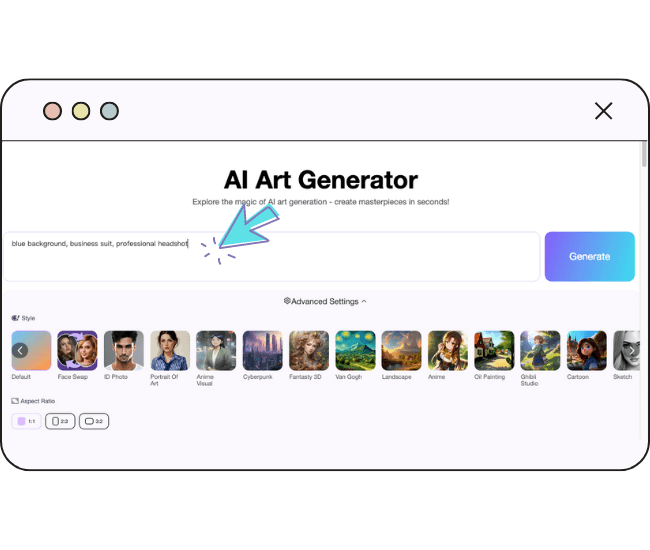 AI Art Generator
Explore the magic of AI art generation - create masterpieces in seconds!
blue background, business suit, professional headshot
Generate
Advanced Settings
Style
Default
Face Swap
ID Photo
Portrait Of
Art
Anime
Visual
Cyberpunk
Fantasty 3D
Van Gogh
Landscape
Anime
Oil Painting
Ghibli
Studio
Cartoon
Sketch
Aspect Ratio
1:1
2:3
3:2